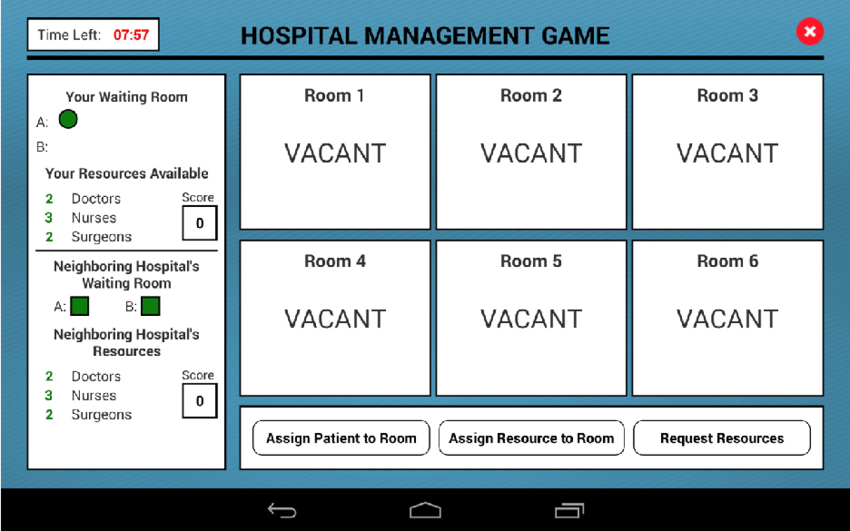 Time Left: 07:57
HOSPITAL MANAGEMENT GAME
Your Waiting Room
A:
B:
Your Resources Available
2 Doctors
3 Nurses
2 Surgeons
Score
0
Neighboring Hospital's
Waiting Room
A: B:
Neighboring Hospital's
Resources
2 Doctors
3 Nurses
2 Surgeons
Score
0
Room 1
VACANT
Room 2
VACANT
Room 3
VACANT
Room 4
VACANT
Room 5
VACANT
Room 6
VACANT
Assign Patient to Room
Assign Resource to Room
Request Resources